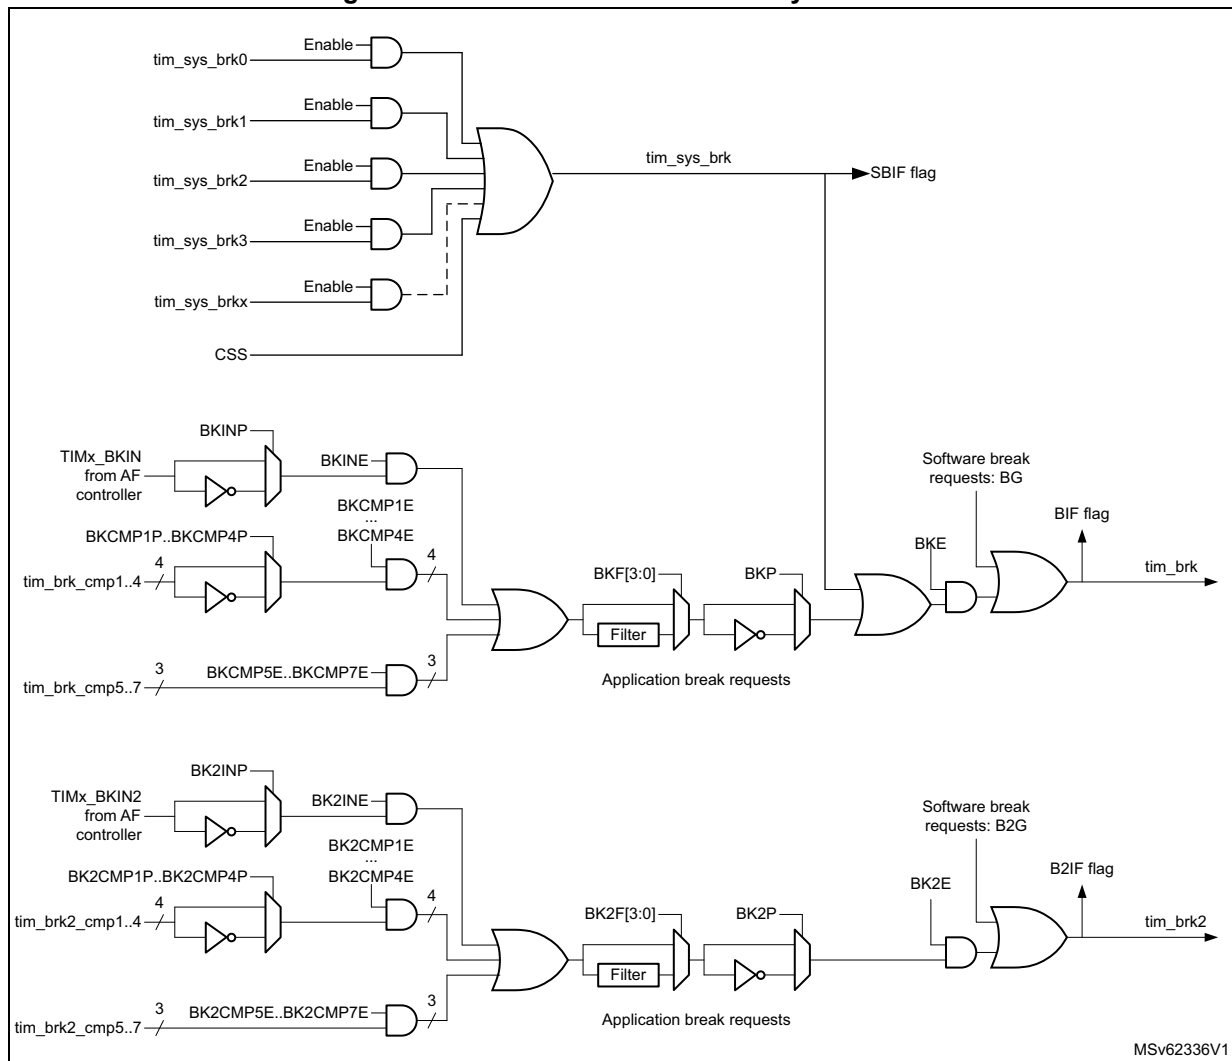 Enable
tim_sys_brk0
Enable
tim_sys_brk1
tim_sys_brk
Enable
tim_sys_brk2
SBIF flag
Enable
tim_sys_brk3
Enable
tim_sys_brkx
CSS
BKINP
TIMx_BKIN
from AF
controller
BKINE
Software break
requests: BG
BKCMP1E
...
BKCMP4E
BIF flag
BKCMP1P..BKCMP4P
4
tim_brk_cmp1..4
4
BKE
BKF[3:0]
BKP
tim_brk
Filter
3
tim_brk_cmp5..7
BKCMP5E..BKCMP7E
3
Application break requests
BK2INP
TIMx_BKIN2
from AF
controller
BK2INE
Software break
requests: B2G
BK2CMP1E
...
BK2CMP4E
B2IF flag
BK2CMP1P..BK2CMP4P
4
tim_brk2_cmp1..4
4
BK2E
BK2F[3:0]
BK2P
tim_brk2
Filter
3
tim_brk2_cmp5..7
BK2CMP5E..BK2CMP7E
3
Application break requests
MSv62336V1